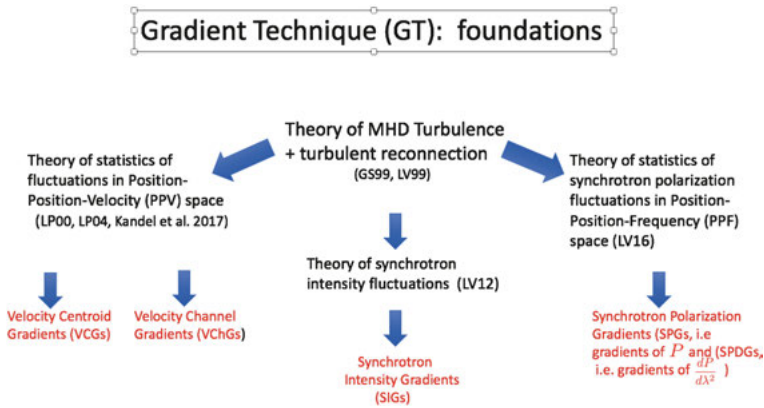 Gradient Technique (GT): foundations
Theory of MHD Turbulence
+ turbulent reconnection
(GS99, LV99)
Theory of statistics of
fluctuations in Position-
Position-Velocity (PPV) space
(LP00, LP04, Kandel et al. 2017)
Theory of statistics of
synchrotron polarization
fluctuations in Position-
Position-Frequency (PPF)
space (LV16)
Theory of synchrotron
intensity fluctuations (LV12)
Velocity Centroid
Gradients (VCGs)
Velocity Channel
Gradients (VChGs)
Synchrotron
Intensity Gradients
(SIGs)
Synchrotron Polarization
Gradients (SPGs, i.e
gradients of P and (SPDGs,
i.e. gradients of dP/dλ² )